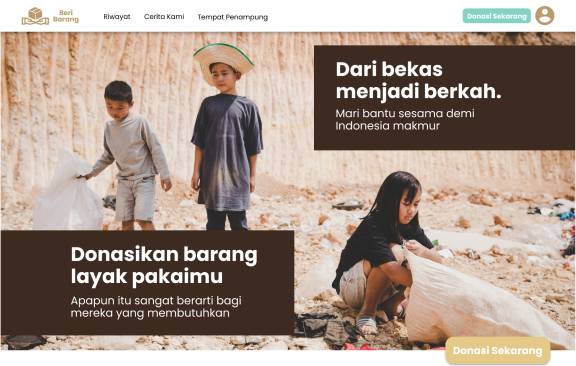 Beri
Barang
Riwayat
Cerita Kami
Tempat Penampung
Donasi Sekarang
Dari bekas
menjadi berkah.
Mari bantu sesama demi
Indonesia makmur
Donasikan barang
layak pakaimu
Apapun itu sangat berarti bagi
mereka yang membutuhkan
Donasi Sekarang